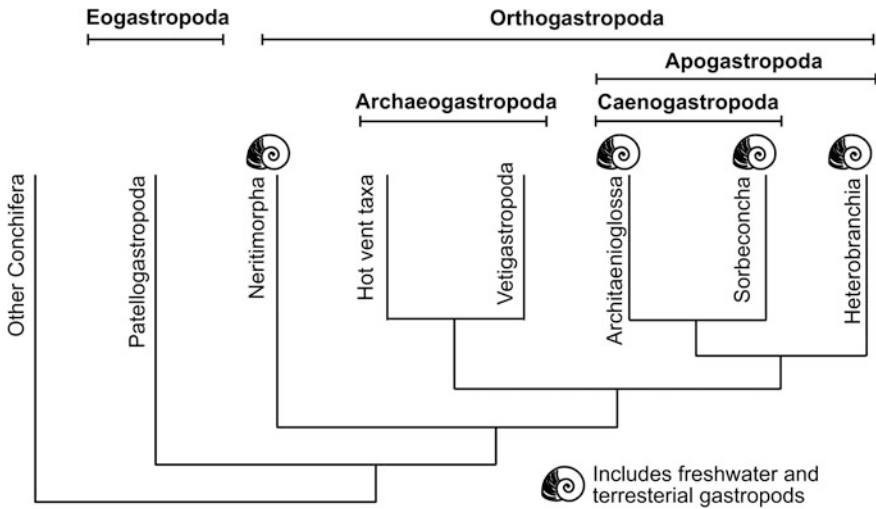 Eogastropoda
Orthogastropoda
Apogastropoda
Archaeogastropoda
Caenogastropoda
Other Conchifera
Patellogastropoda
Neritimorpha
Hot vent taxa
Vetigastropoda
Architaenioglossa
Sorbeconcha
Heterobranchia
Includes freshwater and
terresterial gastropods